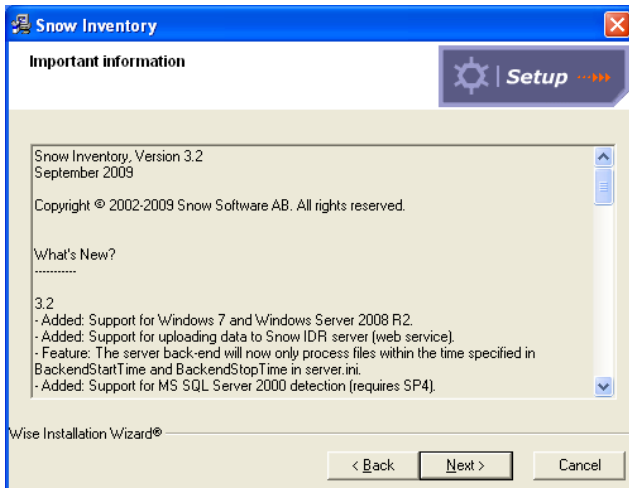 Snow Inventory
Important information
Setup
Snow Inventory, Version 3.2
September 2009
Copyright © 2002-2009 Snow Software AB. All rights reserved.
What's New?
-----------
3.2
- Added: Support for Windows 7 and Windows Server 2008 R2.
- Added: Support for uploading data to Snow IDR server (web service).
- Feature: The server back-end will now only process files within the time specified in
BackendStartTime and BackendStopTime in server.ini.
- Added: Support for MS SQL Server 2000 detection (requires SP4).
Wise Installation Wizard®
< Back
Next >
Cancel